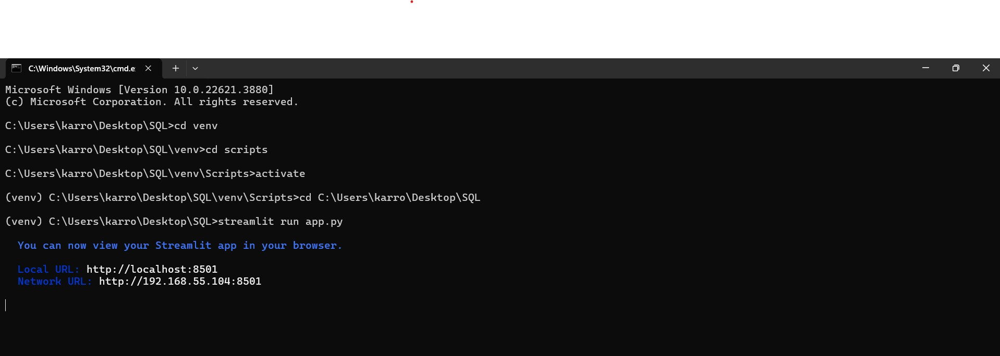 C:\Windows\System32\cmd.e
Microsoft Windows [Version 10.0.22621.3880]
(c) Microsoft Corporation. All rights reserved.
C:\Users\karro\Desktop\SQL>cd venv
C:\Users\karro\Desktop\SQL\venv>cd scripts
C:\Users\karro\Desktop\SQL\venv\Scripts>activate
(venv) C:\Users\karro\Desktop\SQL\venv\Scripts>cd C:\Users\karro\Desktop\SQL
(venv) C:\Users\karro\Desktop\SQL>streamlit run app.py
You can now view your Streamlit app in your browser.
Local URL: http://localhost:8501
Network URL: http://192.168.55.104:8501